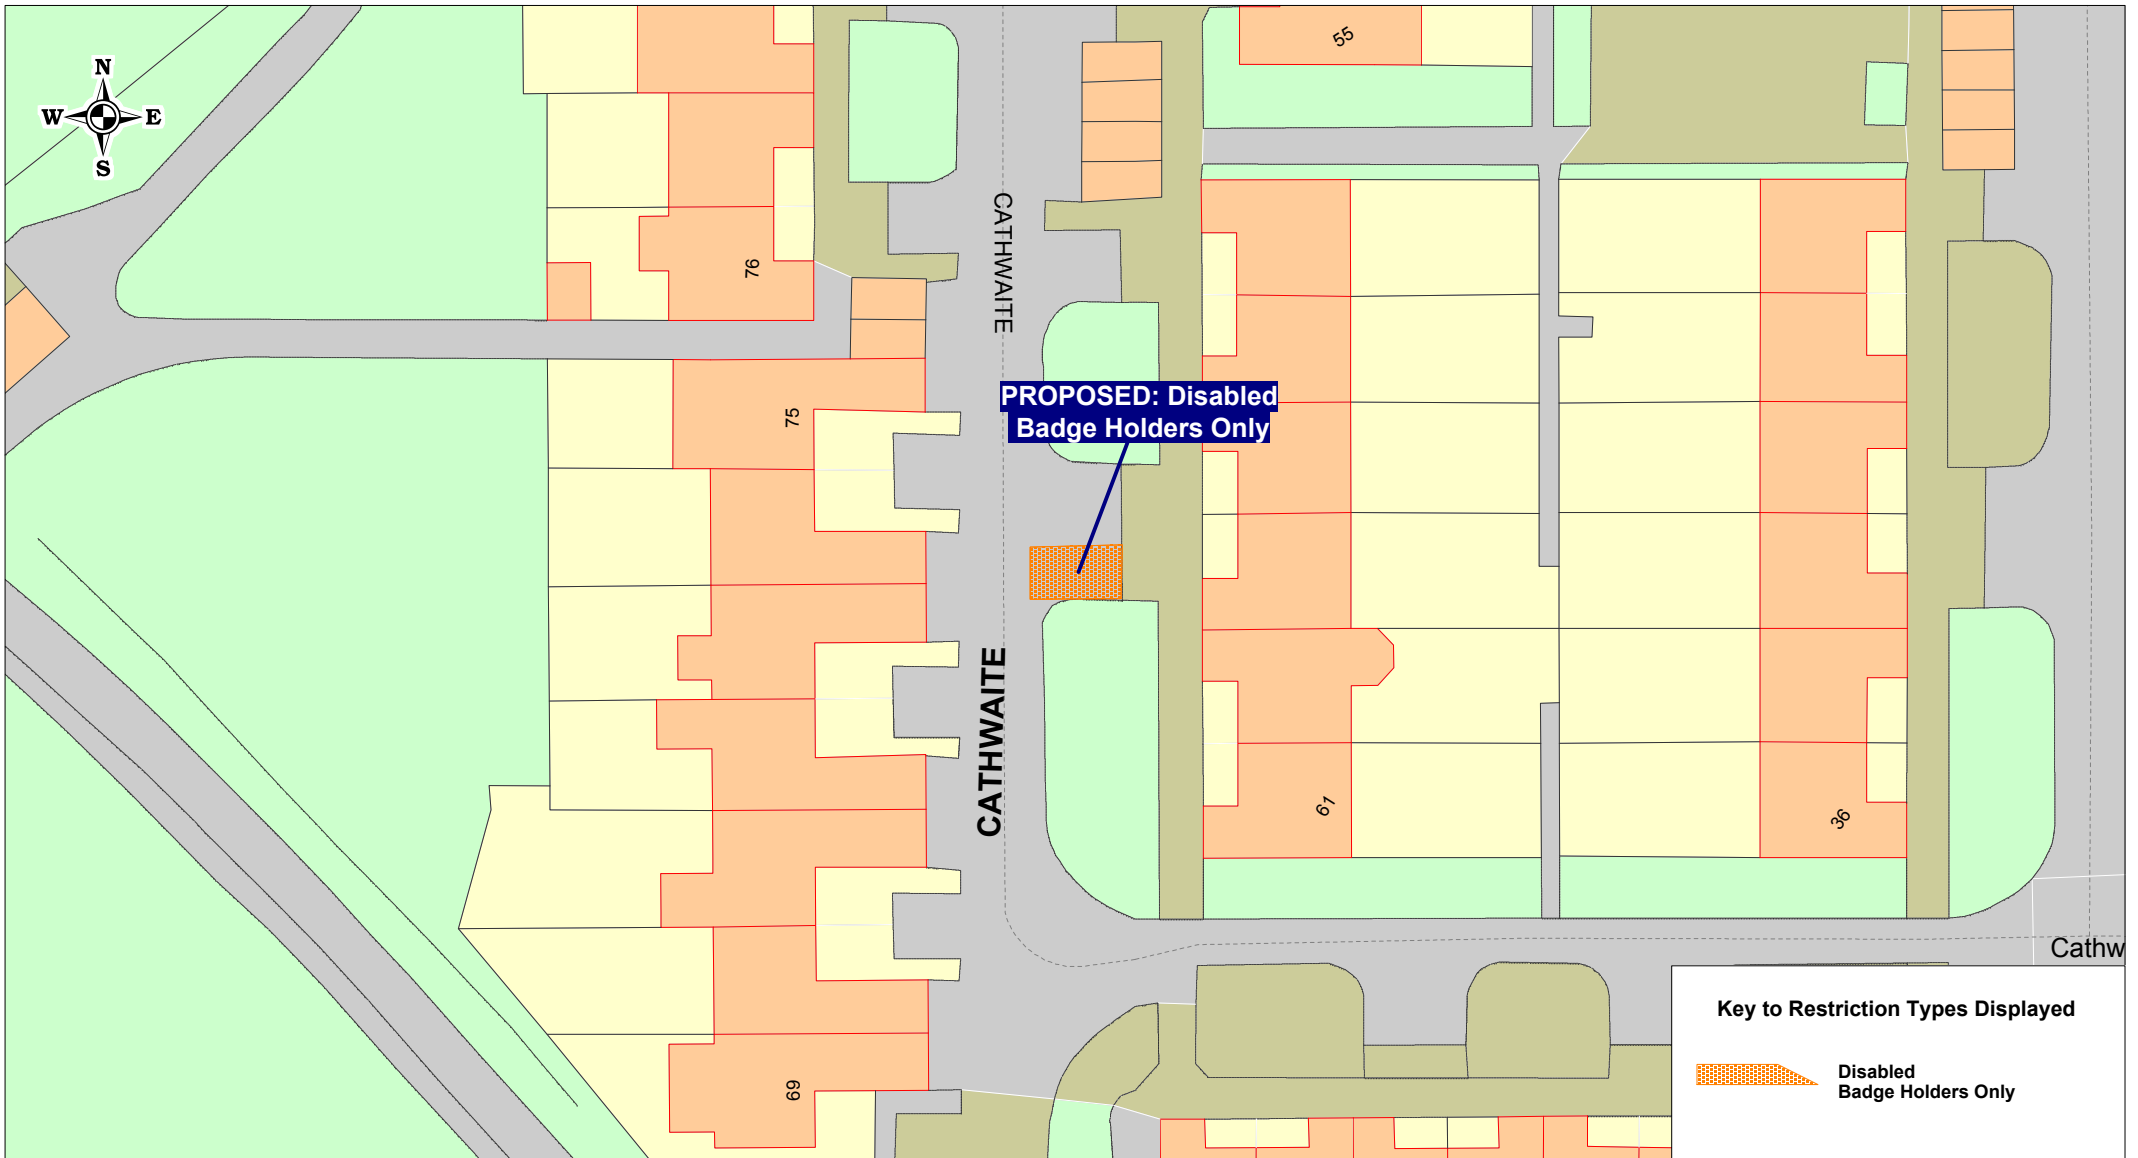 55
N
W E
S
CATHWAITE
76
PROPOSED: Disabled
Badge Holders Only
75
CATHWAITE
61
36
Cathw
Key to Restriction Types Displayed
Disabled
Badge Holders Only
69